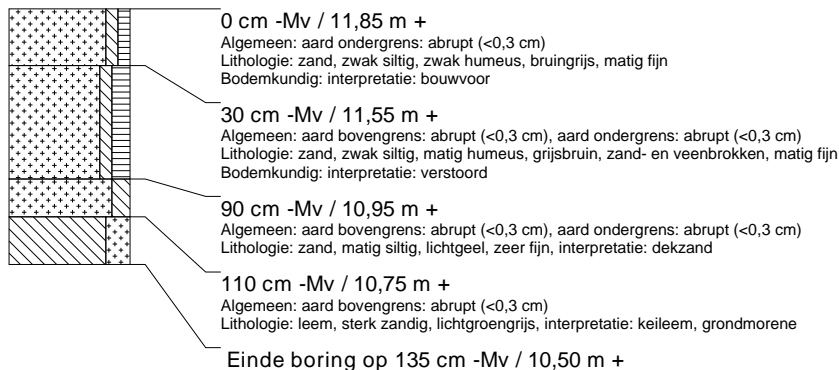 0 cm -Mv / 11,85 m +
Algemeen: aard ondergrens: abrupt (<0,3 cm)
Lithologie: zand, zwak siltig, zwak humeus, bruingrijs, matig fijn
Bodemkundig: interpretatie: bouwvoor
30 cm -Mv / 11,55 m +
Algemeen: aard bovengrens: abrupt (<0,3 cm), aard ondergrens: abrupt (<0,3 cm)
Lithologie: zand, zwak siltig, matig humeus, grijsbruin, zand- en veenbrokken, matig fijn
Bodemkundig: interpretatie: verstoord
90 cm -Mv / 10,95 m +
Algemeen: aard bovengrens: abrupt (<0,3 cm), aard ondergrens: abrupt (<0,3 cm)
Lithologie: zand, matig siltig, lichtgeel, zeer fijn, interpretatie: dekzand
110 cm -Mv / 10,75 m +
Algemeen: aard bovengrens: abrupt (<0,3 cm)
Lithologie: leem, sterk zandig, lichtgroengrijs, interpretatie: keileem, grondmorene
Einde boring op 135 cm -Mv / 10,50 m +